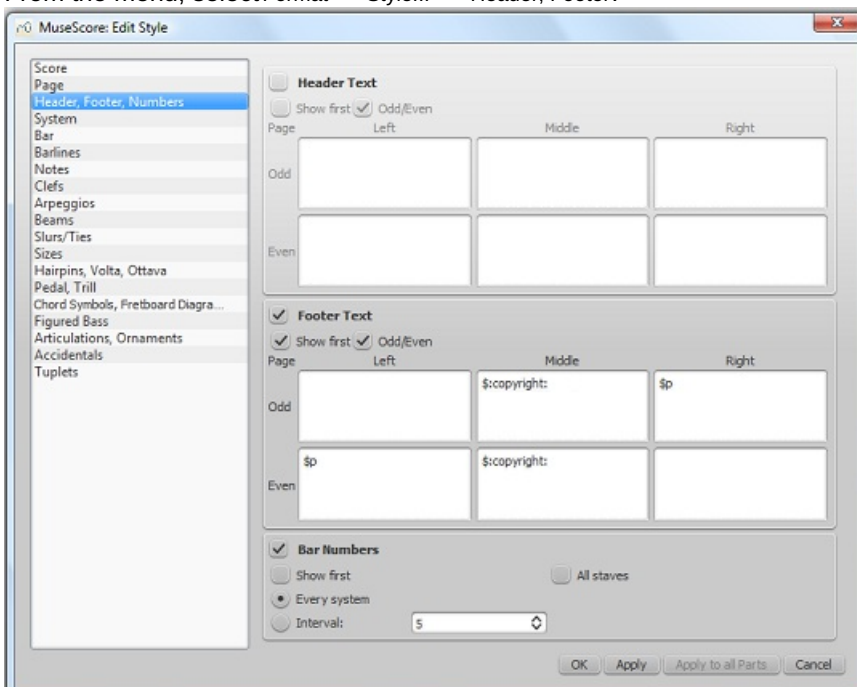 MuseScore: Edit Style
Score
Page
Header, Footer, Numbers
System
Bar
Barlines
Notes
Clefs
Arpeggios
Beams
Slurs/Ties
Sizes
Hairpins, Volta, Ottava
Pedal, Trill
Chord Symbols, Fretboard Diagra...
Figured Bass
Articulations, Ornaments
Accidentals
Tuplets
Header Text
Show first Odd/Even
Page Left Middle Right
Odd
Even
Footer Text
Show first Odd/Even
Page Left Middle Right
Odd $:copyright: $p
Even $p $:copyright:
Bar Numbers
Show first All staves
Every system
Interval: 5
OK Apply Apply to all Parts Cancel